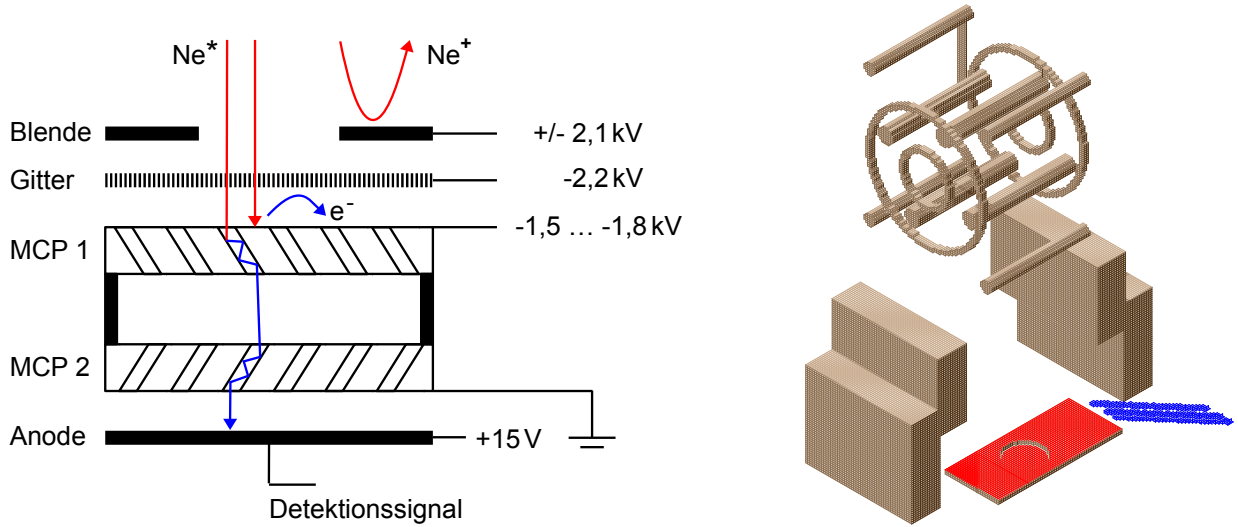 Ne* Ne+
Blende +/- 2,1 kV
Gitter -2,2 kV
e-
MCP 1 -1,5 … -1,8 kV
MCP 2
Anode +15 V
Detektionssignal